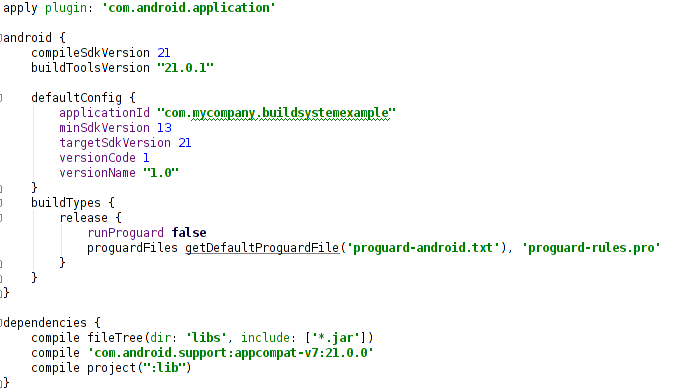 apply plugin: 'com.android.application'
android {
compileSdkVersion 21
buildToolsVersion "21.0.1"
defaultConfig {
applicationId "com.mycompany.buildsystemexample"
minSdkVersion 13
targetSdkVersion 21
versionCode 1
versionName "1.0"
}
buildTypes {
release {
runProguard false
proguardFiles getDefaultProguardFile('proguard-android.txt'), 'proguard-rules.pro'
}
}
}
dependencies {
compile fileTree(dir: 'libs', include: ['*.jar'])
compile 'com.android.support:appcompat-v7:21.0.0'
compile project(":lib")
}